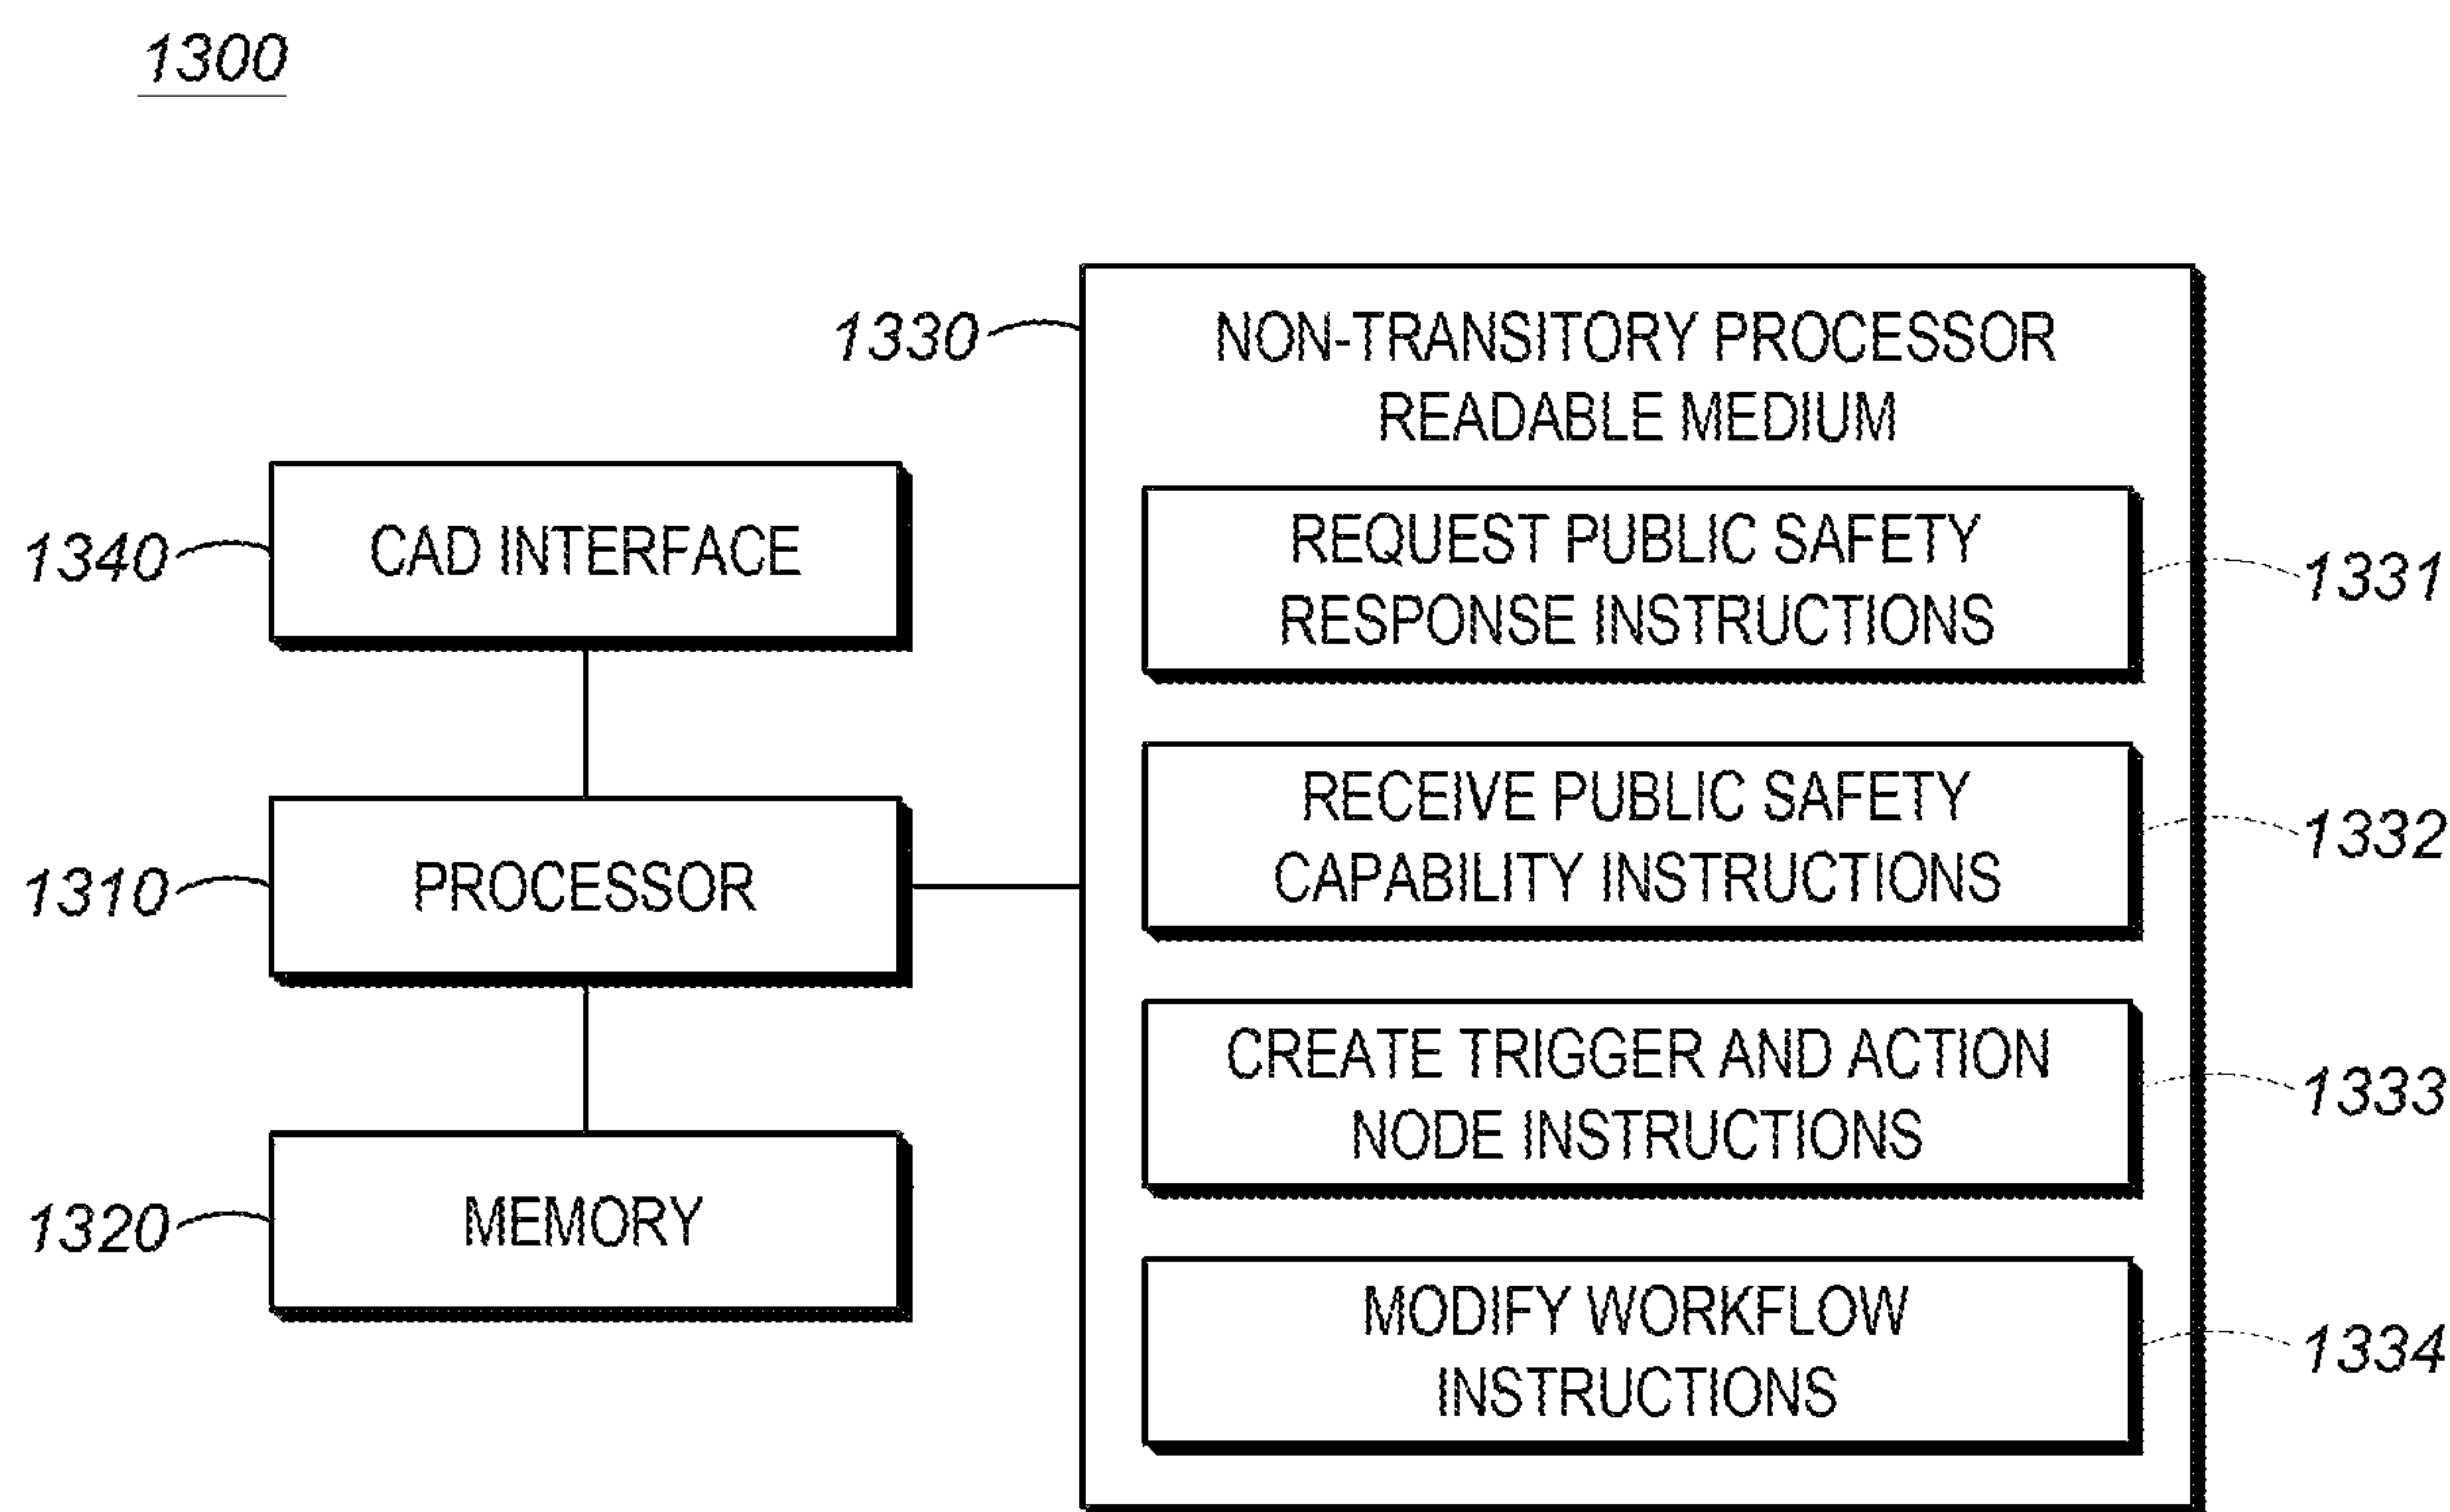 1300
1330
NON-TRANSITORY PROCESSOR
READABLE MEDIUM
1340
CAD INTERFACE
REQUEST PUBLIC SAFETY
RESPONSE INSTRUCTIONS
1331
1310
PROCESSOR
RECEIVE PUBLIC SAFETY
CAPABILITY INSTRUCTIONS
1332
1320
MEMORY
CREATE TRIGGER AND ACTION
NODE INSTRUCTIONS
1333
MODIFY WORKFLOW
INSTRUCTIONS
1334